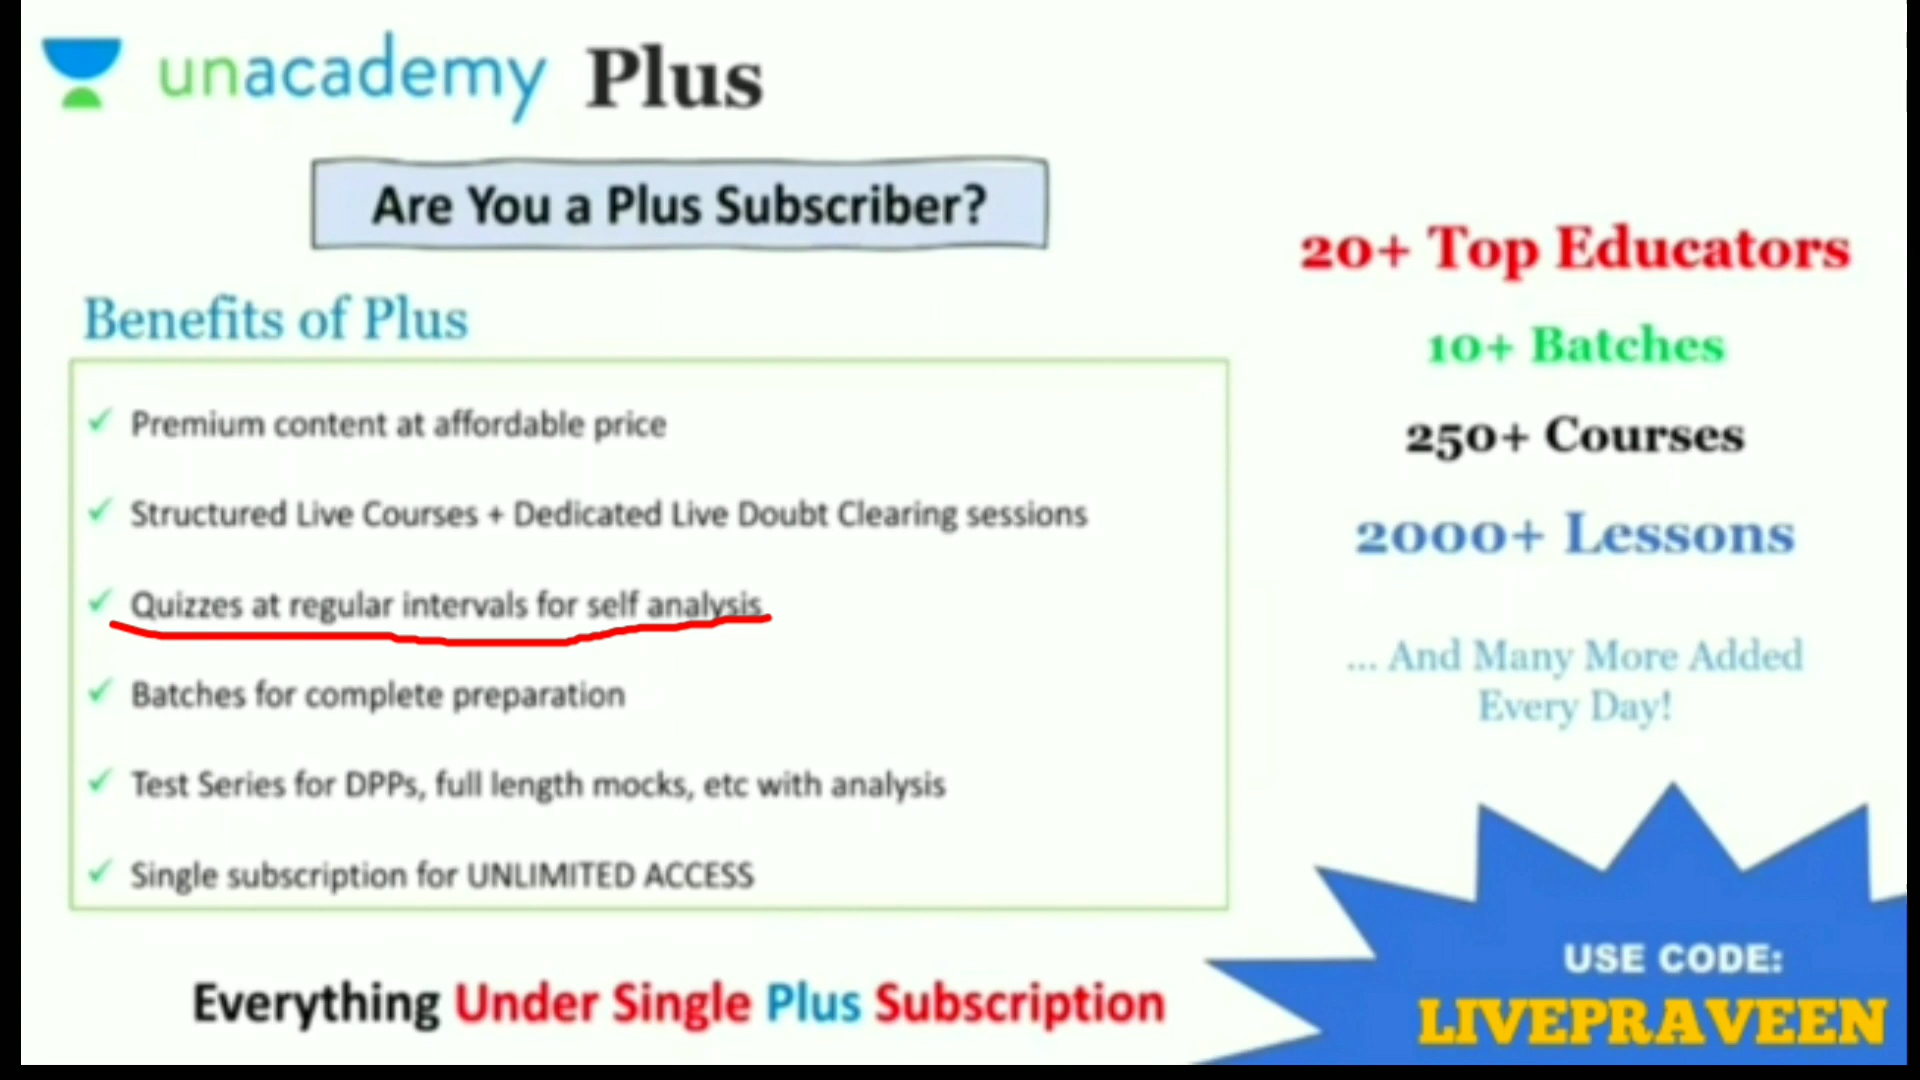 unacademy Plus
Are You a Plus Subscriber?
Benefits of Plus
Premium content at affordable price
Structured Live Courses + Dedicated Live Doubt Clearing sessions
Quizzes at regular intervals for self analysis
Batches for complete preparation
Test Series for DPPs, full length mocks, etc with analysis
Single subscription for UNLIMITED ACCESS
Everything Under Single Plus Subscription
20+ Top Educators
10+ Batches
250+ Courses
2000+ Lessons
... And Many More Added
Every Day!
USE CODE:
LIVEPRAVEEN